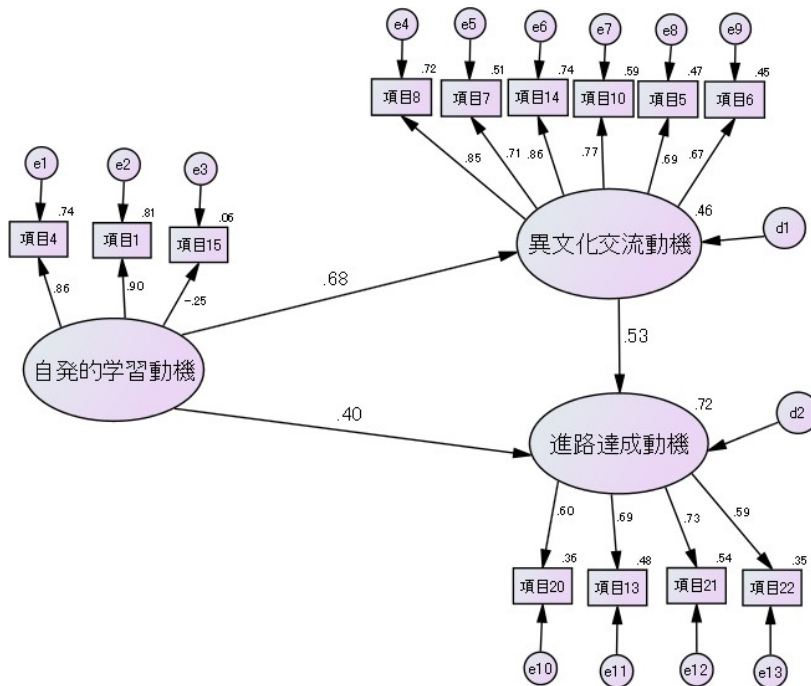 e4 e5 e6 e7 e8 e9
.72 .51 .74 .59 .47 .45
項目8 項目7 項目14 項目10 項目5 項目6
.85 .71 .86 .77 .69 .67
e1 e2 e3
.74 .81 .06
項目4 項目1 項目15
.86 .90 -.25
.46
異文化交流動機
d1
.68
.53
自発的学習動機
.40
.72
進路達成動機
d2
.60 .69 .73 .59
.36 .48 .54 .35
項目20 項目13 項目21 項目22
e10 e11 e12 e13